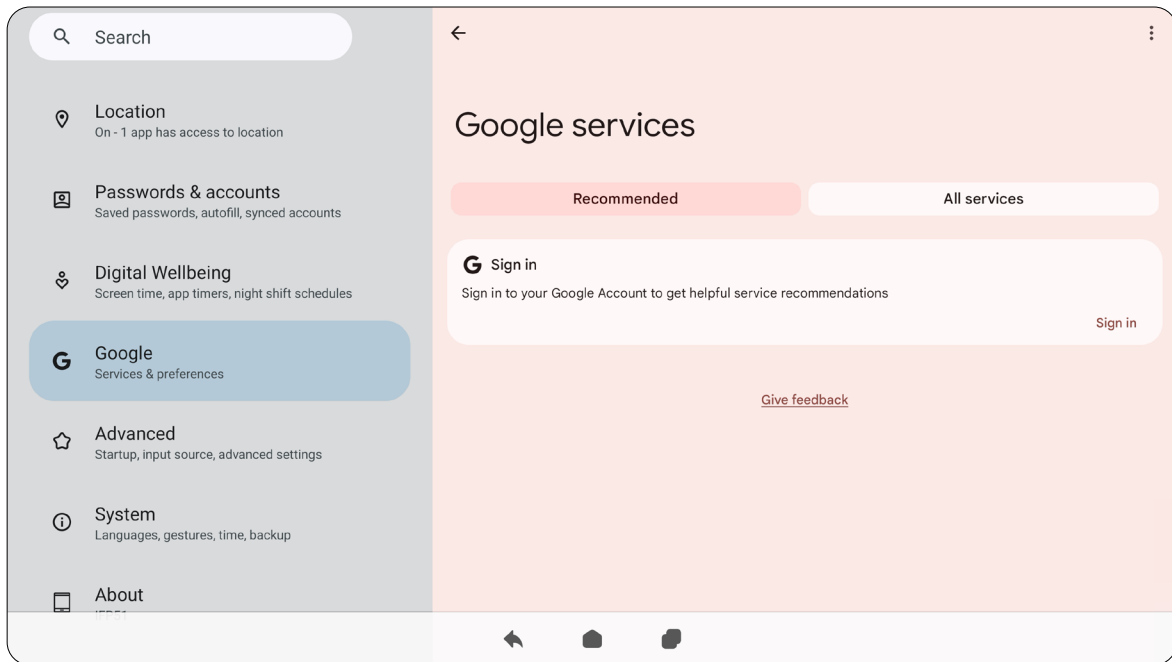 Search
Location
On - 1 app has access to location
Passwords & accounts
Saved passwords, autofill, synced accounts
Digital Wellbeing
Screen time, app timers, night shift schedules
Google
Services & preferences
Advanced
Startup, input source, advanced settings
System
Languages, gestures, time, backup
About
Google services
Recommended
All services
Sign in
Sign in to your Google Account to get helpful service recommendations
Sign in
Give feedback